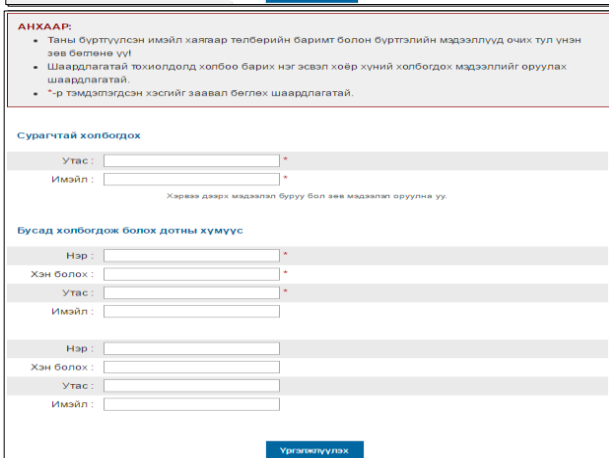 АНХААР:
• Таны бүртгүүлсэн имэйл хаягаар төлбөрийн баримт болон бүртгэлийн мэдээллүүд очих тул үнэн
зөв бөглөнө үү!
• Шаардлагатай тохиолдолд холбоо барих нэг эсвэл хоёр хүний холбогдох мэдээллийг оруулах
шаардлагатай.
• *-р тэмдэглэгдсэн хэсгийг заавал бөглөх шаардлагатай.
Сурагчтай холбогдох
Утас : *
Имэйл : *
Хэрвээ дээрх мэдээлэл буруу бол зөв мэдээлэл оруулна уу.
Бусад холбогдож болох дотны хүмүүс
Нэр : *
Хэн болох : *
Утас : *
Имэйл :
Нэр :
Хэн болох :
Утас :
Имэйл :
Үргэлжлүүлэх